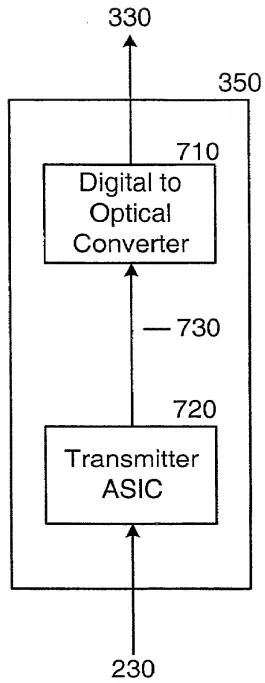 330
350
710
Digital to
Optical
Converter
730
720
Transmitter
ASIC
230